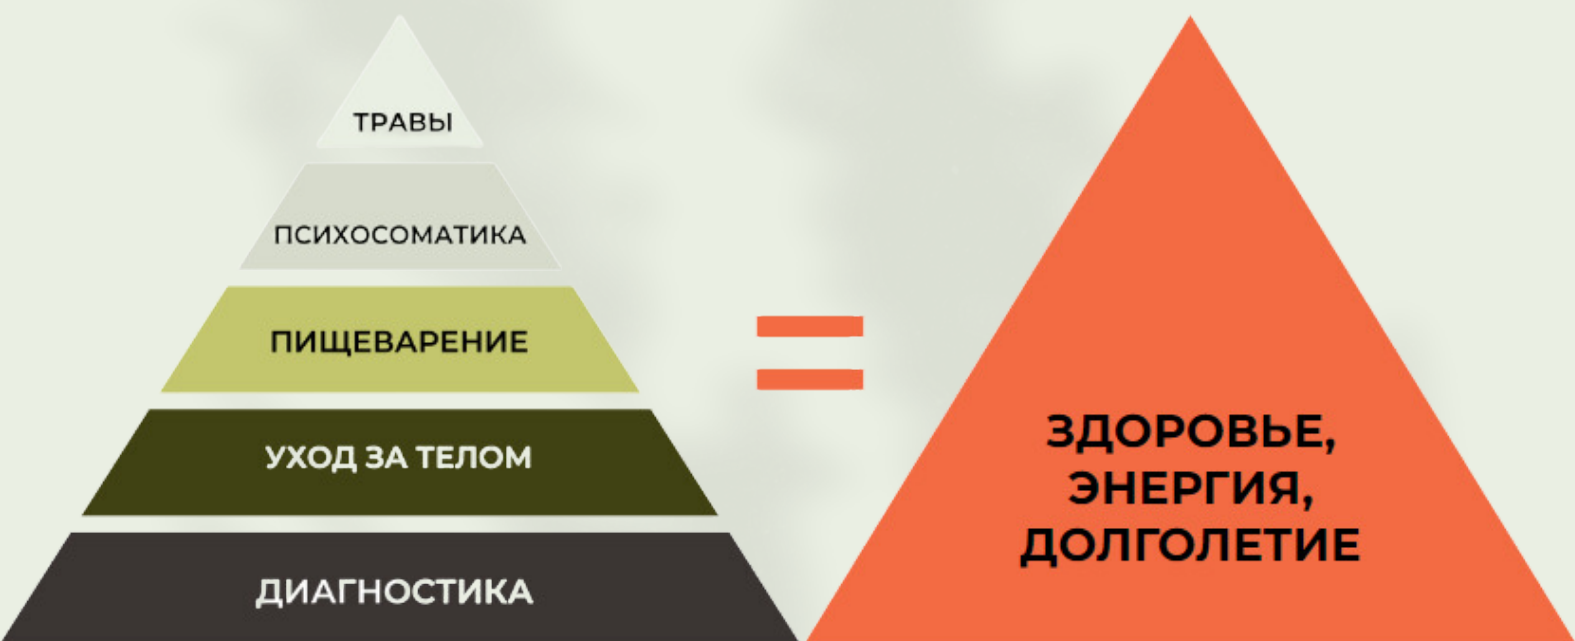 ТРАВЫ
ПСИХОСОМАТИКА
ПИЩЕВАРЕНИЕ
УХОД ЗА ТЕЛОМ
ДИАГНОСТИКА
=
ЗДОРОВЬЕ,
ЭНЕРГИЯ,
ДОЛГОЛЕТИЕ